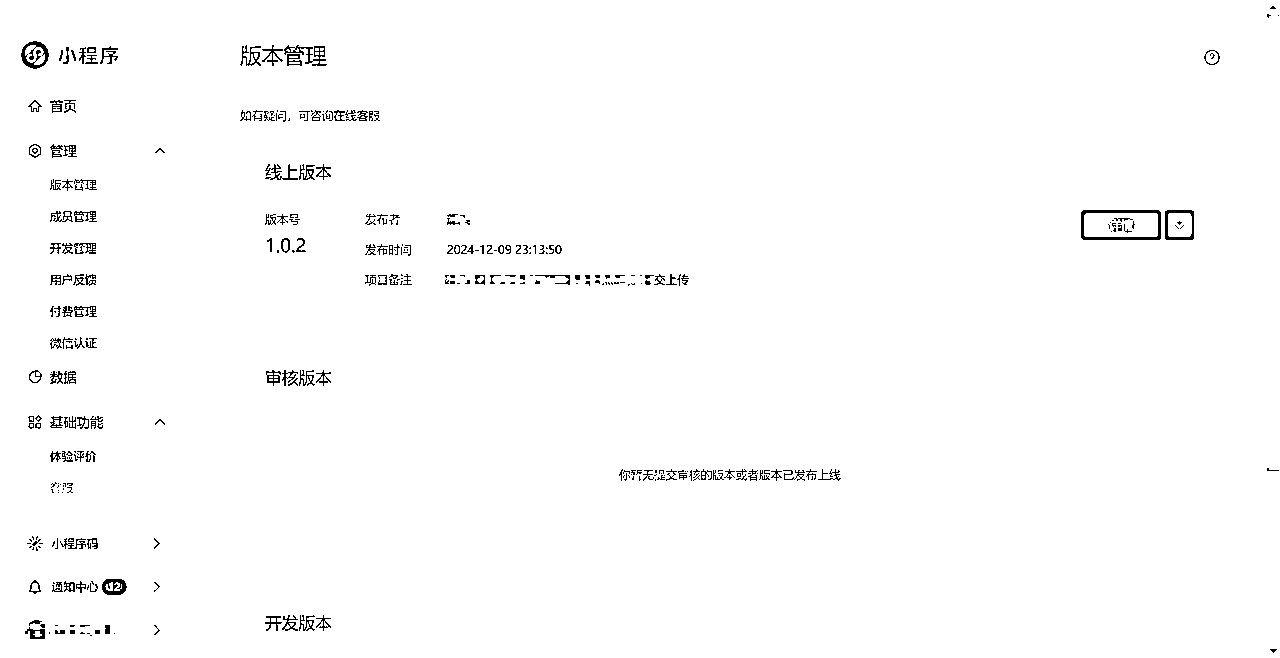 小程序
版本管理
首页
如有疑问，可咨询在线客服
管理
线上版本
版本管理
成员管理
版本号
发布者
1.0.2
开发管理
发布时间
2024-12-09 23:13:50
用户反馈
项目备注
交上传
付费管理
微信认证
数据
审核版本
基础功能
体验评价
你暂无提交审核的版本或者版本已发布上线
客服
小程序码
通知中心
12
开发版本